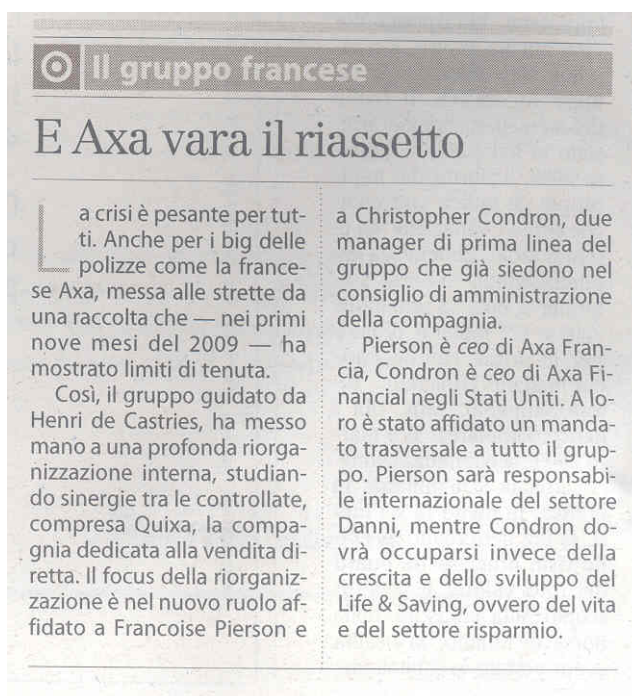 Il gruppo francese
E Axa vara il riassetto
La crisi è pesante per tut-
ti. Anche per i big delle
polizze come la france-
se Axa, messa alle strette da
una raccolta che — nei primi
nove mesi del 2009 — ha
mostrato limiti di tenuta.
Così, il gruppo guidato da
Henri de Castries, ha messo
mano a una profonda riorga-
nizzazione interna, studian-
do sinergie tra le controllate,
compresa Quixa, la compa-
gnia dedicata alla vendita di-
retta. Il focus della riorganiz-
zazione è nel nuovo ruolo af-
fidato a Francoise Pierson e
a Christopher Condron, due
manager di prima linea del
gruppo che già siedono nel
consiglio di amministrazione
della compagnia.
Pierson è ceo di Axa Fran-
cia, Condron è ceo di Axa Fi-
nancial negli Stati Uniti. A lo-
ro è stato affidato un manda-
to trasversale a tutto il grup-
po. Pierson sarà responsabi-
le internazionale del settore
Danni, mentre Condron do-
vrà occuparsi invece della
crescita e dello sviluppo del
Life & Saving, ovvero del vita
e del settore risparmio.